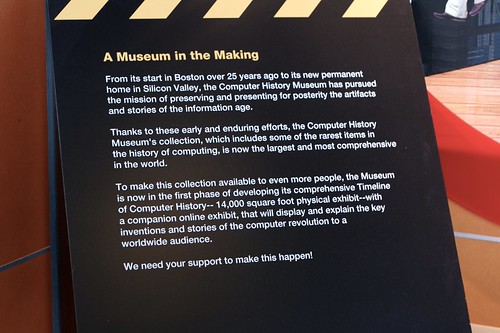 A Museum in the Making
From its start in Boston over 25 years ago to its new permanent
home in Silicon Valley, the Computer History Museum has pursued
the mission of preserving and presenting for posterity the artifacts
and stories of the information age.
Thanks to these early and enduring efforts, the Computer History
Museum's collection, which includes some of the rarest items in
the history of computing, is now the largest and most comprehensive
in the world.
To make this collection available to even more people, the Museum
is now in the first phase of developing its comprehensive Timeline
of Computer History-- 14,000 square foot physical exhibit--with
a companion online exhibit, that will display and explain the key
inventions and stories of the computer revolution to a
worldwide audience.
We need your support to make this happen!